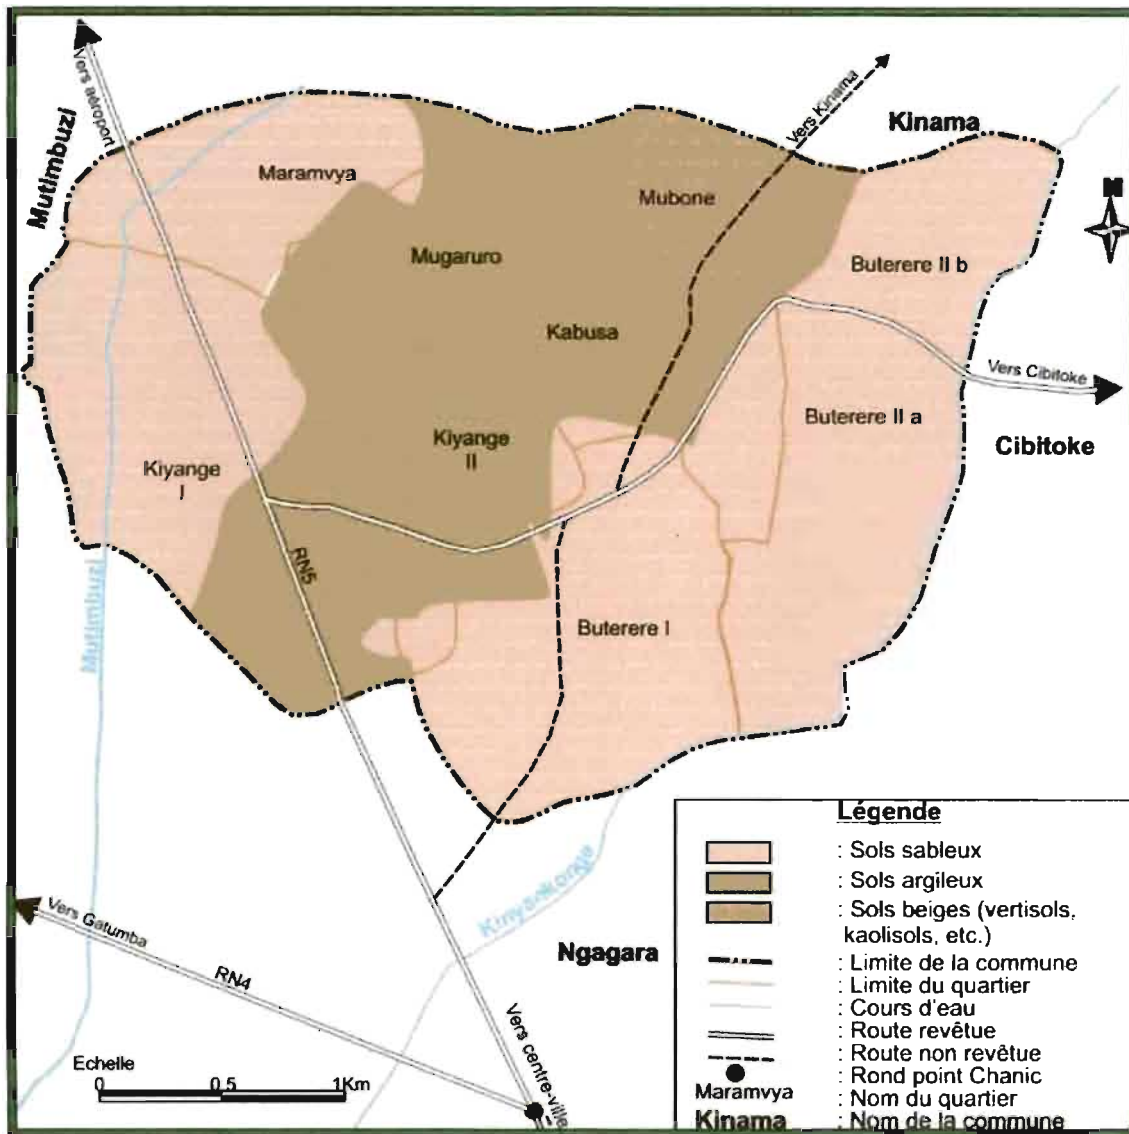 Vers aéroport
Mutimbuzi
Vers Kinama
Kinama
N
Maramvya
Mubone
Mugaruro
Buterere II b
Kabusa
Vers Cibitoke
Buterere II a
Cibitoke
Kiyange
II
Kiyange
I
RN5
Mutimbuzi
Buterere I
Kinyankonga
Ngagara
Vers Gatumba
RN4
Vers centre-ville
Echelle
0 0,5 1Km
Légende
: Sols sableux
: Sols argileux
: Sols beiges (vertisols,
kaolisols, etc.)
: Limite de la commune
: Limite du quartier
: Cours d'eau
: Route revêtue
: Route non revêtue
: Rond point Chanic
Maramvya : Nom du quartier
Kinama : Nom de la commune